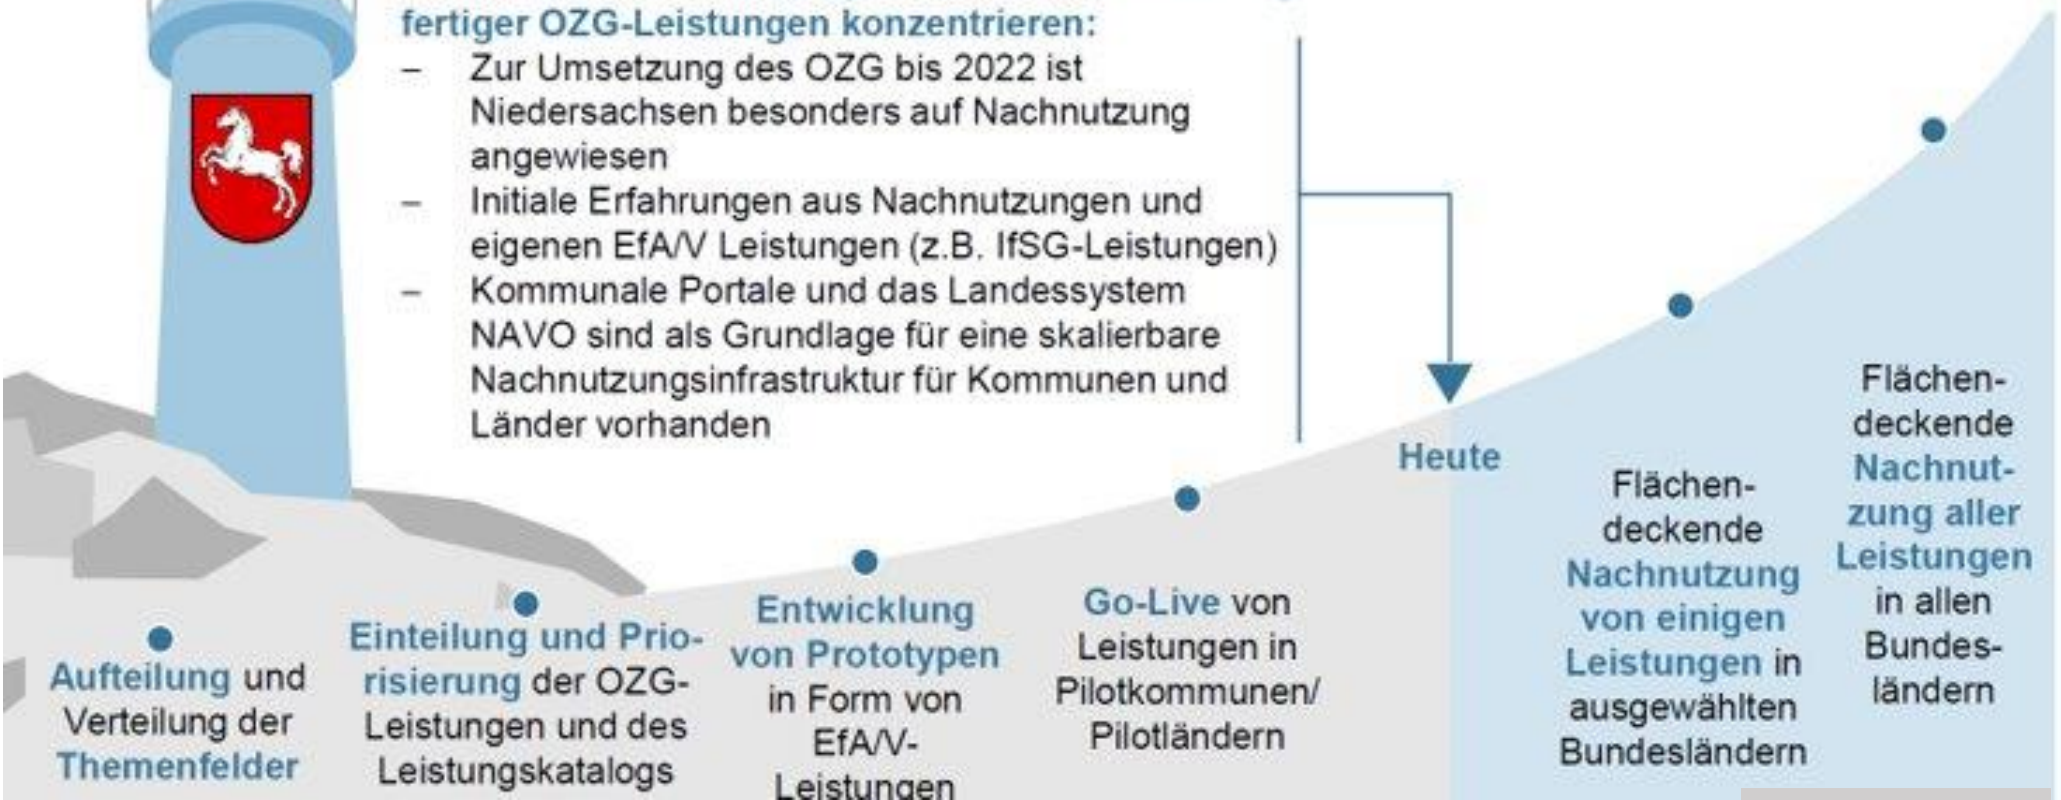 fertiger OZG-Leistungen konzentrieren:
– Zur Umsetzung des OZG bis 2022 ist
Niedersachsen besonders auf Nachnutzung
angewiesen
– Initiale Erfahrungen aus Nachnutzungen und
eigenen EfA/V Leistungen (z.B. IfSG-Leistungen)
– Kommunale Portale und das Landessystem
NAVO sind als Grundlage für eine skalierbare
Nachnutzungsinfrastruktur für Kommunen und
Länder vorhanden
Aufteilung und
Verteilung der
Themenfelder
Einteilung und Prio-
risierung der OZG-
Leistungen und des
Leistungskatalogs
Entwicklung
von Prototypen
in Form von
EfA/V-
Leistungen
Go-Live von
Leistungen in
Pilotkommunen/
Pilotländern
Heute
Flächen-
deckende
Nachnutzung
von einigen
Leistungen in
ausgewählten
Bundesländern
Flächen-
deckende
Nachnut-
zung aller
Leistungen
in allen
Bundes-
ländern